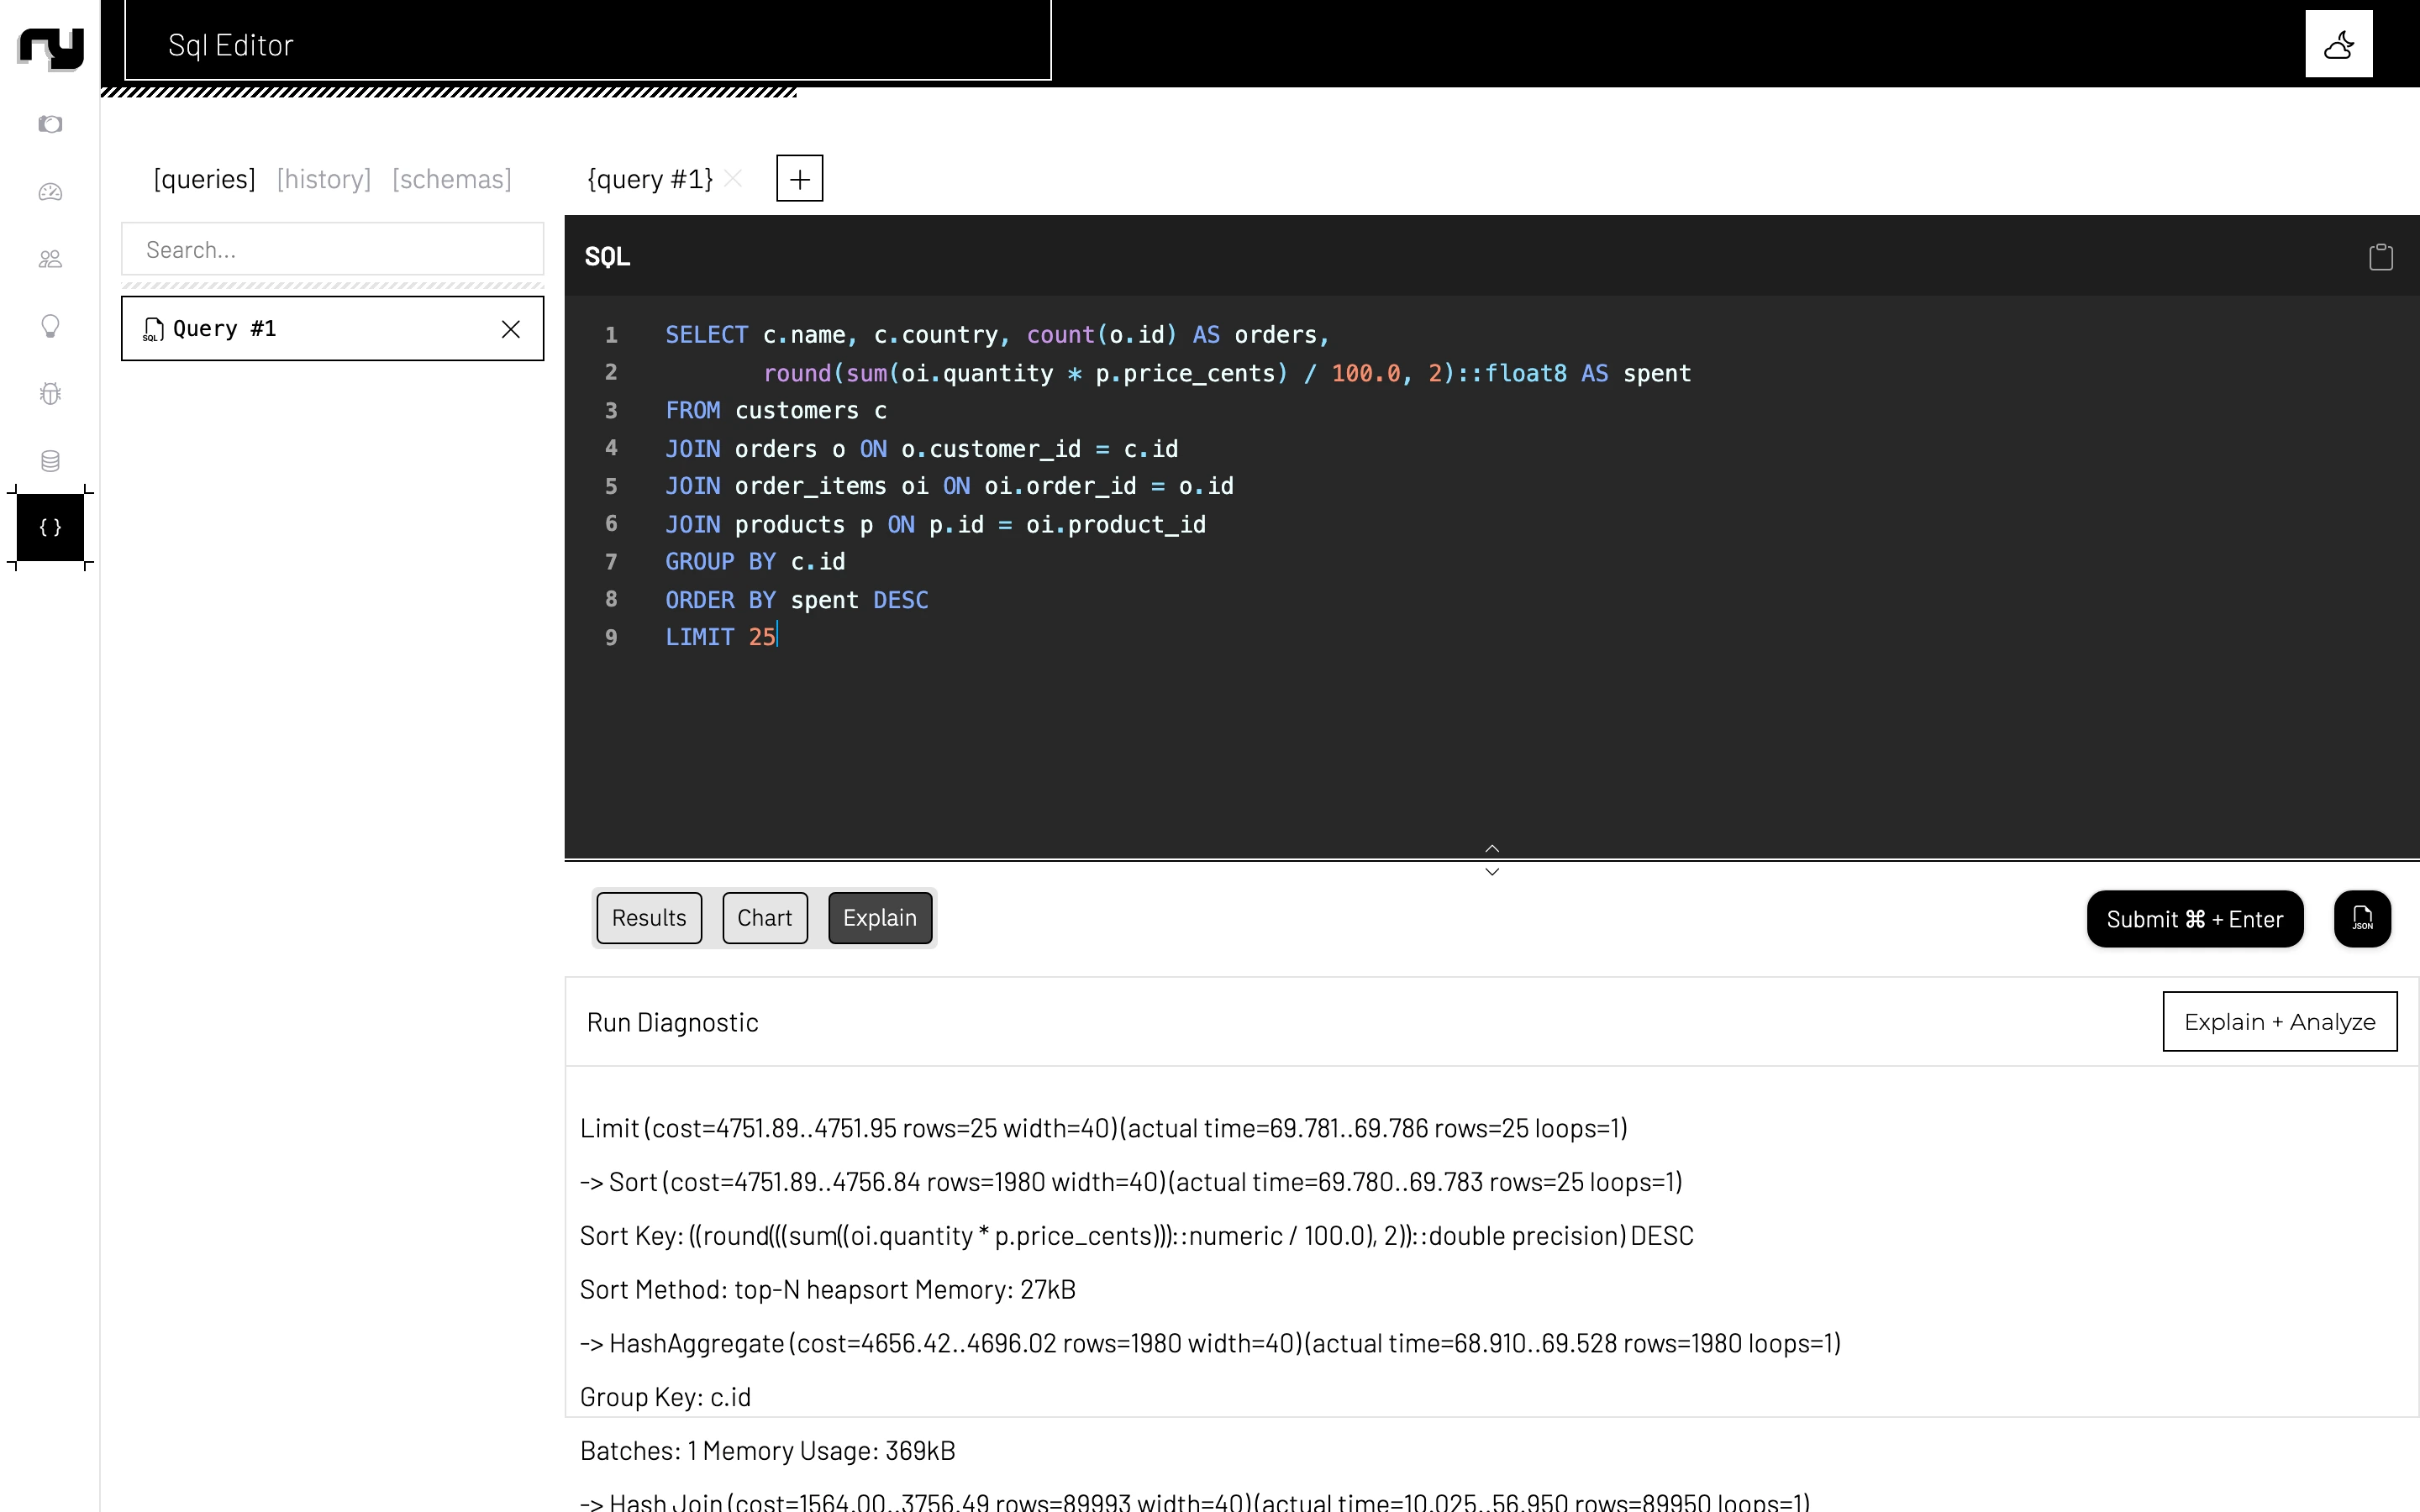 Sql Editor
[queries] [history] [schemas]
{query #1}
Search...
Query #1
SQL
1 SELECT c.name, c.country, count(o.id) AS orders,
2 round(sum(oi.quantity * p.price_cents) / 100.0, 2)::float8 AS spent
3 FROM customers c
4 JOIN orders o ON o.customer_id = c.id
5 JOIN order_items oi ON oi.order_id = o.id
6 JOIN products p ON p.id = oi.product_id
7 GROUP BY c.id
8 ORDER BY spent DESC
9 LIMIT 25
Results Chart Explain
Submit ⌘ + Enter
JSON
Run Diagnostic
Explain + Analyze
Limit (cost=4751.89..4751.95 rows=25 width=40) (actual time=69.781..69.786 rows=25 loops=1)
-> Sort (cost=4751.89..4756.84 rows=1980 width=40) (actual time=69.780..69.783 rows=25 loops=1)
Sort Key: ((round(((sum((oi.quantity * p.price_cents)))::numeric / 100.0), 2))::double precision) DESC
Sort Method: top-N heapsort Memory: 27kB
-> HashAggregate (cost=4656.42..4696.02 rows=1980 width=40) (actual time=68.910..69.528 rows=1980 loops=1)
Group Key: c.id
Batches: 1 Memory Usage: 369kB
-> Hash Join (cost=1564.00..3756.49 rows=89993 width=40) (actual time=10.025..56.950 rows=89950 loops=1)